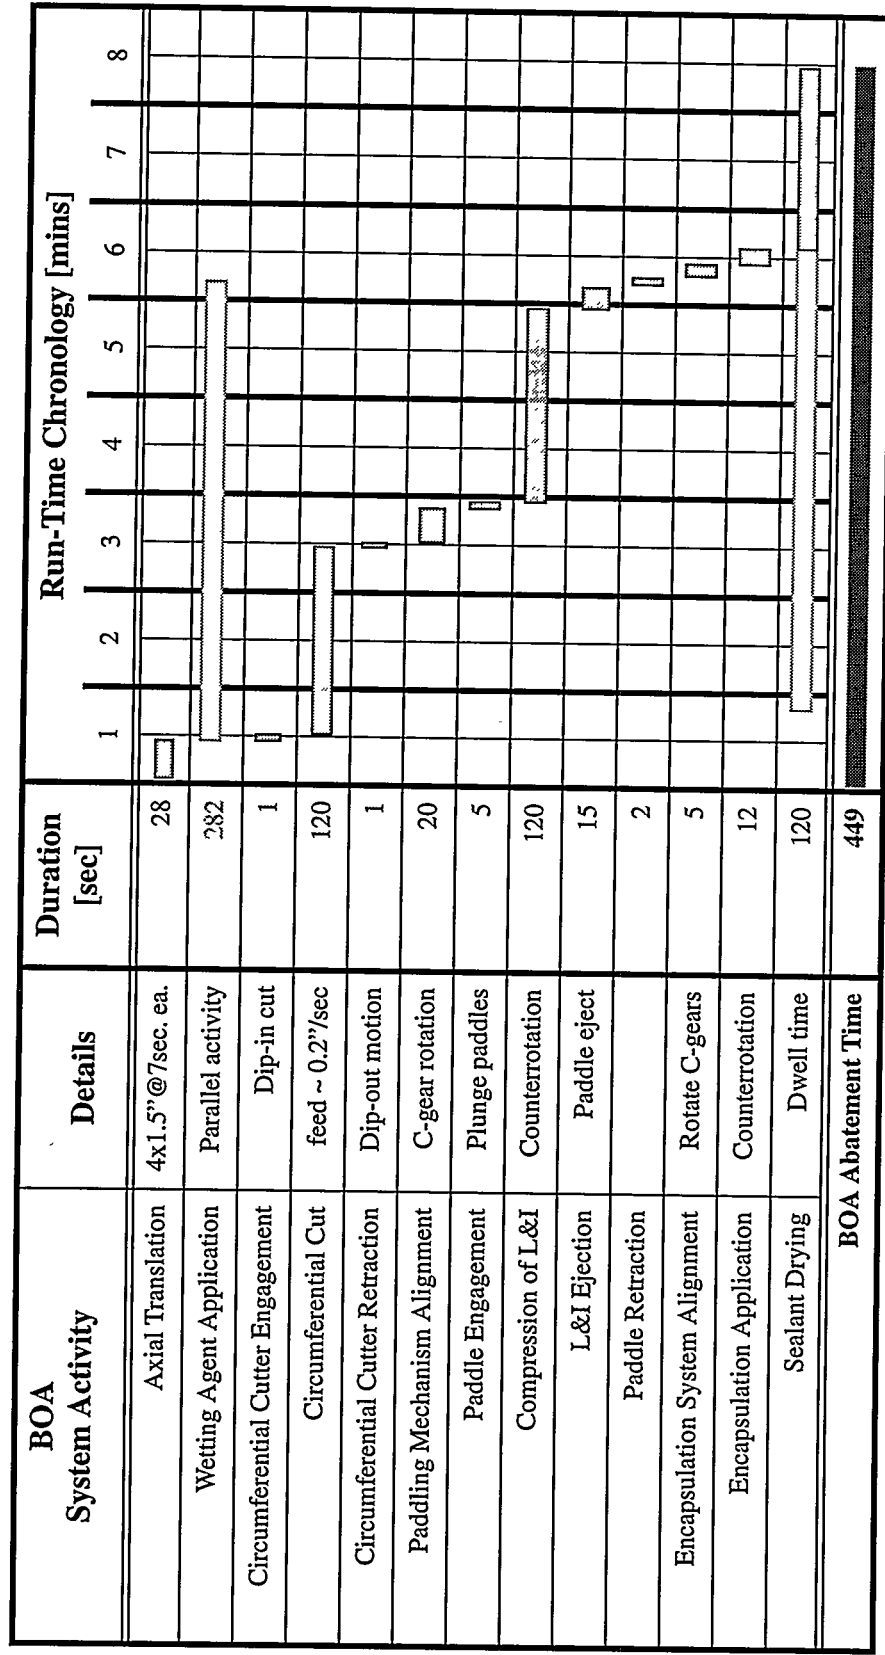 BOA System Activity | Details | Duration [sec] | Run-Time Chronology [mins]
1 2 3 4 5 6 7 8
Axial Translation | 4x1.5"@7sec. ea. | 28
Wetting Agent Application | Parallel activity | 282
Circumferential Cutter Engagement | Dip-in cut | 1
Circumferential Cut | feed ~ 0.2"/sec | 120
Circumferential Cutter Retraction | Dip-out motion | 1
Paddling Mechanism Alignment | C-gear rotation | 20
Paddle Engagement | Plunge paddles | 5
Compression of L&I | Counterrotation | 120
L&I Ejection | Paddle eject | 15
Paddle Retraction | 2
Encapsulation System Alignment | Rotate C-gears | 5
Encapsulation Application | Counterrotation | 12
Sealant Drying | Dwell time | 120
BOA Abatement Time | 449